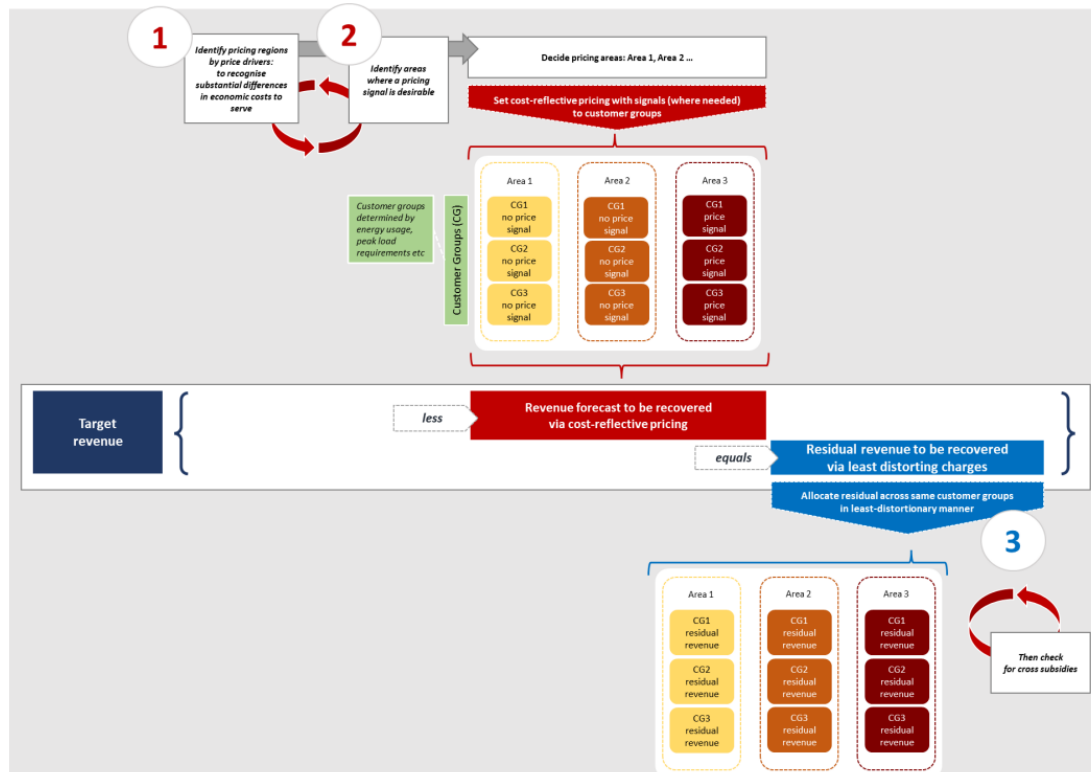 1
Identify pricing regions
by price drivers:
to recognise
substantial differences
in economic costs to
serve
2
Identify areas
where a pricing
signal is desirable
Decide pricing areas: Area 1, Area 2 ...
Set cost-reflective pricing with signals (where needed)
to customer groups
Customer groups
determined by
energy usage,
peak load
requirements etc
Customer Groups (CG)
Area 1
CG1
no price
signal
CG2
no price
signal
CG3
no price
signal
Area 2
CG1
no price
signal
CG2
no price
signal
CG3
no price
signal
Area 3
CG1
price
signal
CG2
price
signal
CG3
price
signal
Target
revenue
less
Revenue forecast to be recovered
via cost-reflective pricing
equals
Residual revenue to be recovered
via least distorting charges
Allocate residual across same customer groups
in least-distortionary manner
3
Area 1
CG1
residual
revenue
CG2
residual
revenue
CG3
residual
revenue
Area 2
CG1
residual
revenue
CG2
residual
revenue
CG3
residual
revenue
Area 3
CG1
residual
revenue
CG2
residual
revenue
CG3
residual
revenue
Then check
for cross subsidies